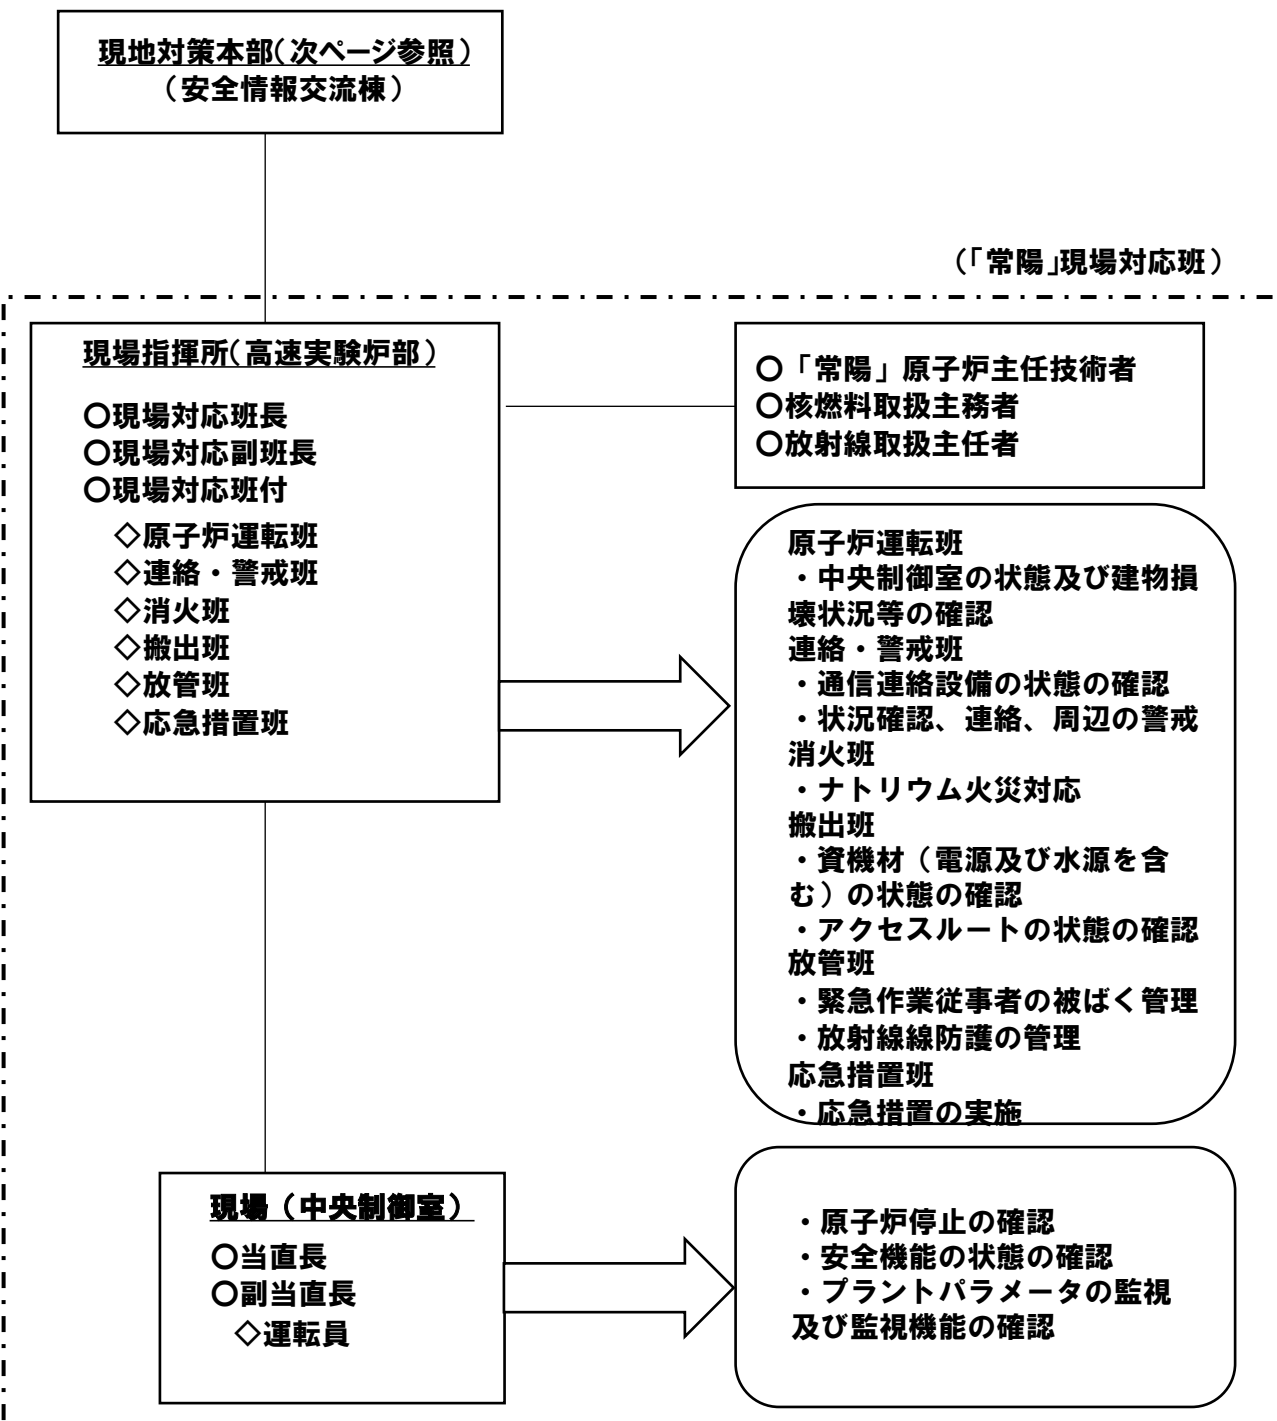 現地対策本部(次ページ参照)
(安全情報交流棟)
(「常陽」現場対応班)
現場指揮所(高速実験炉部)
〇現場対応班長
〇現場対応副班長
〇現場対応班付
◇原子炉運転班
◇連絡・警戒班
◇消火班
◇搬出班
◇放管班
◇応急措置班
〇「常陽」原子炉主任技術者
〇核燃料取扱主務者
〇放射線取扱主任者
原子炉運転班
・中央制御室の状態及び建物損
壊状況等の確認
連絡・警戒班
・通信連絡設備の状態の確認
・状況確認、連絡、周辺の警戒
消火班
・ナトリウム火災対応
搬出班
・資機材(電源及び水源を含
む)の状態の確認
・アクセスルートの状態の確認
放管班
・緊急作業従事者の被ばく管理
・放射線線防護の管理
応急措置班
・応急措置の実施
現場(中央制御室)
〇当直長
〇副当直長
◇運転員
・原子炉停止の確認
・安全機能の状態の確認
・プラントパラメータの監視
及び監視機能の確認